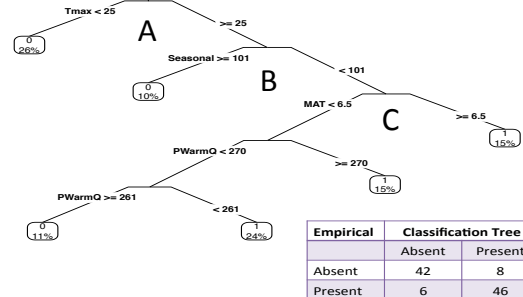 Tmax < 25
>= 25
A
0
26%
Seasonal >= 101
< 101
B
0
10%
MAT < 6.5
>= 6.5
C
1
15%
PWarmQ < 270
>= 270
1
15%
PWarmQ >= 261
< 261
0
11%
1
24%
Empirical Classification Tree
Absent Present
Absent 42 8
Present 6 46